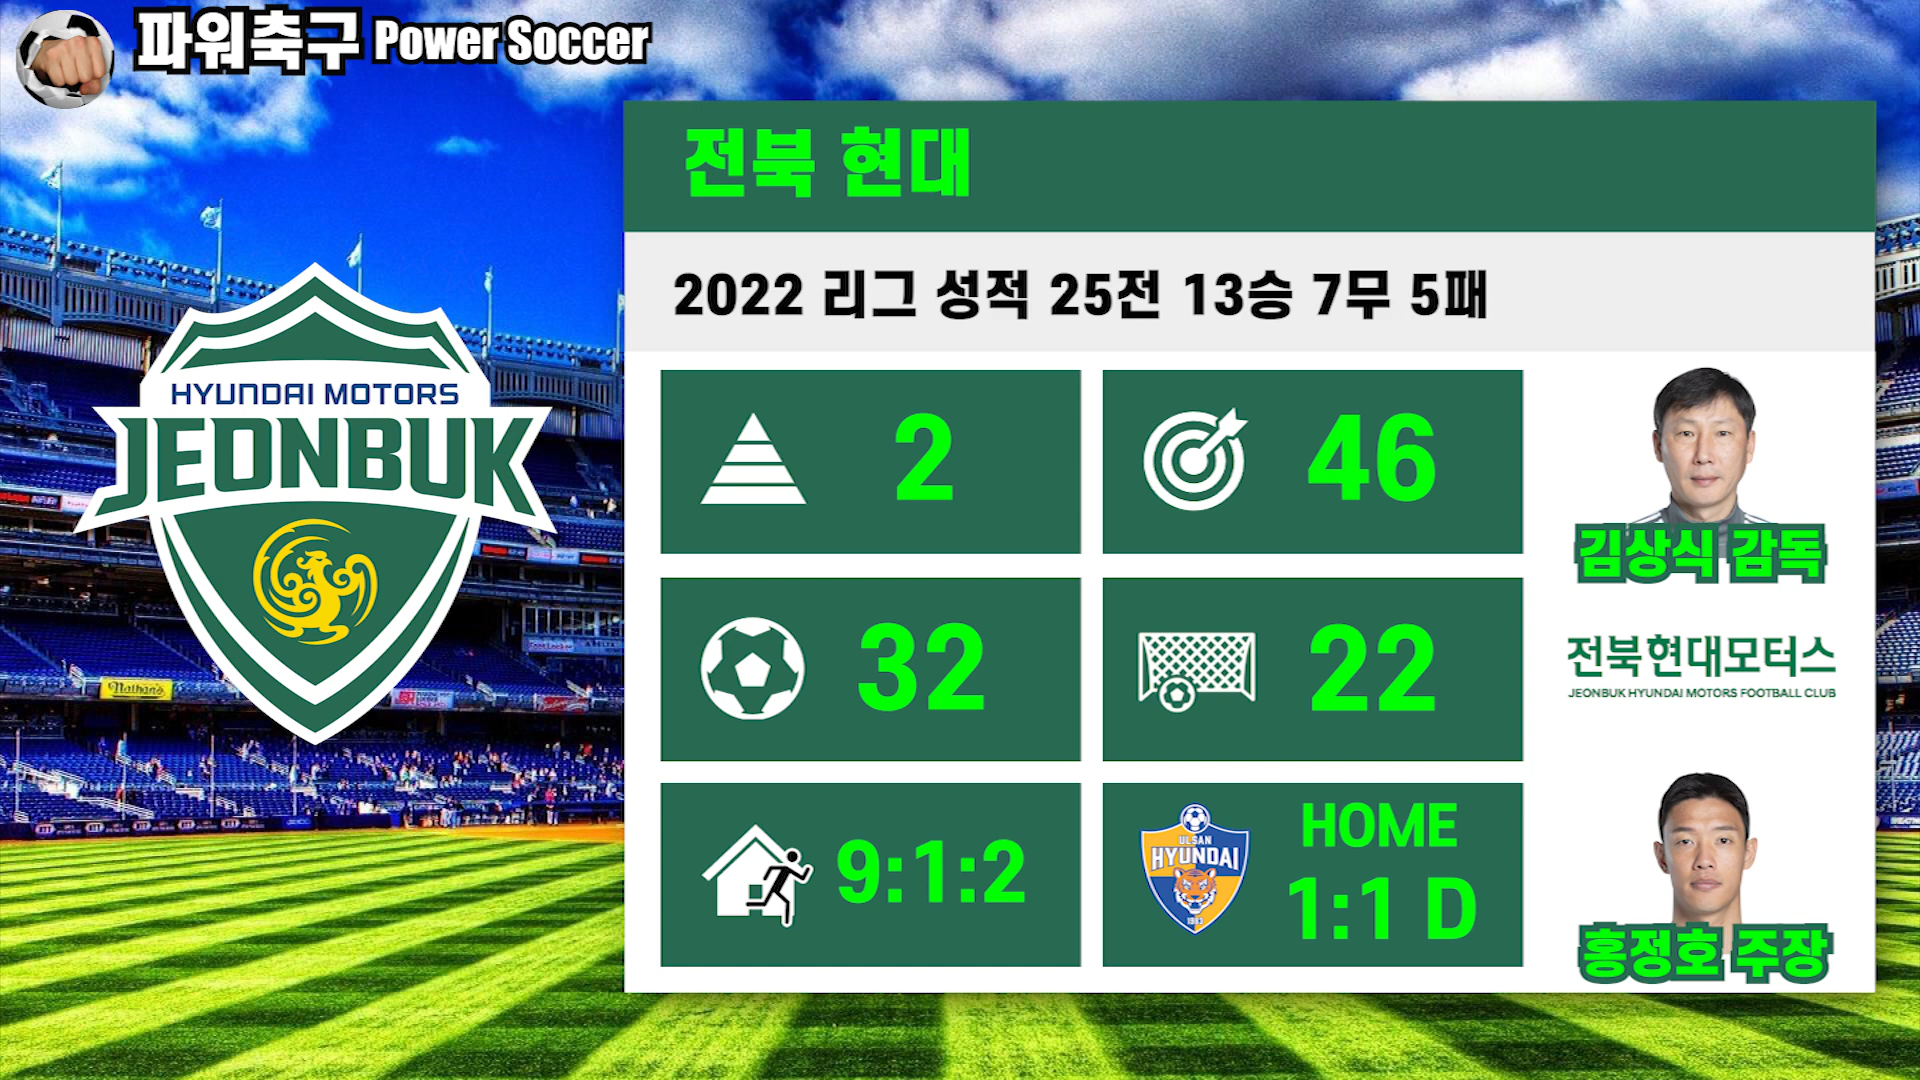 파워축구 Power Soccer
전북 현대
2022 리그 성적 25전 13승 7무 5패
HYUNDAI MOTORS
JEONBUK
2
46
김상식 감독
32
22
전북현대모터스
JEONBUK HYUNDAI MOTORS FOOTBALL CLUB
Nathan's
9:1:2
ULSAN
HYUNDAI
1983
HOME
1:1 D
홍정호 주장